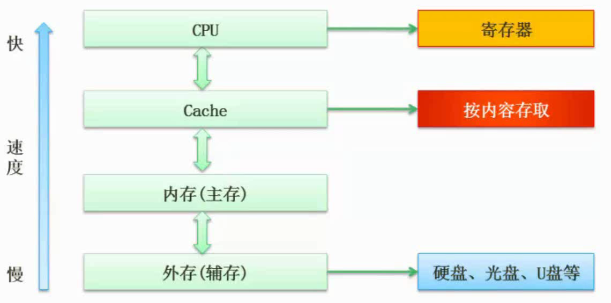 快
CPU
寄存器
Cache
按内容存取
速度
内存(主存)
慢
外存(辅存)
硬盘、光盘、U盘等